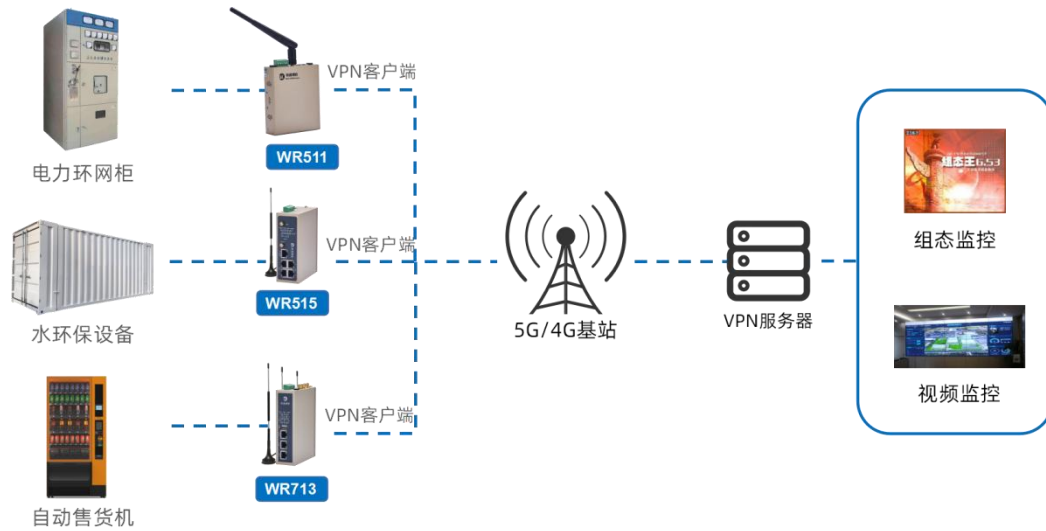 VPN客户端
WR511
电力环网柜
VPN客户端
WR515
水环保设备
VPN客户端
WR713
自动售货机
5G/4G基站
VPN服务器
组态王6.53
组态监控
视频监控